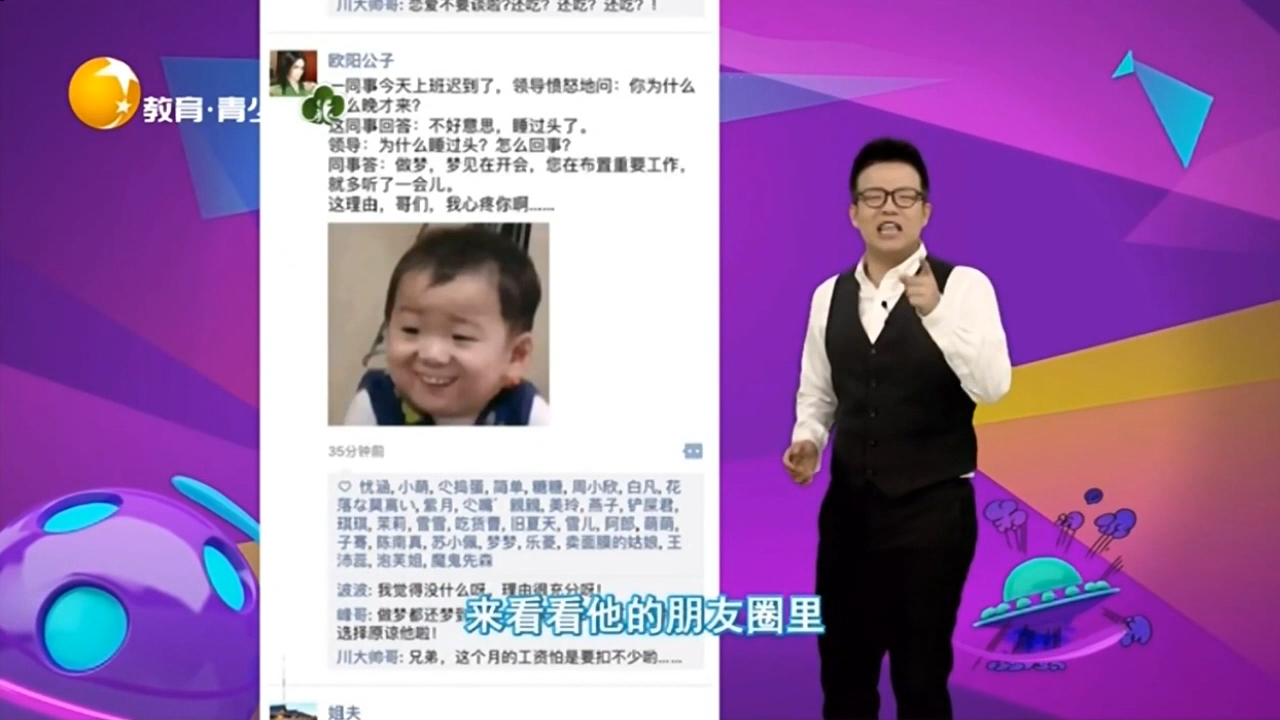 川大帅哥: 恋爱不要谈啦?还吃? 还吃? 还吃? !
欧阳公子
教育·青少
一同事今天上班迟到了，领导愤怒地问：你为什么
么晚才来?
这同事回答：不好意思，睡过头了。
领导：为什么睡过头? 怎么回事?
同事答：做梦，梦见在开会，您在布置重要工作，
就多听了一会儿。
这理由，哥们，我心疼你啊……
35分钟前
忧涵, 小萌, 尐捣蛋, 简单, 糖糖, 周小欣, 白凡, 花
落な莫离い, 紫月, 尐嘴゛親親, 美玲, 燕子, 铲屎君,
琪琪, 茉莉, 雪雪, 吃货曹, 旧夏天, 雪儿, 阿郎, 萌萌,
子骞, 陈南真, 苏小佩, 梦梦, 乐菱, 卖面膜的姑娘, 王
沛蕊, 泡芙姐, 魔鬼先森
波波: 我觉得没什么呀，理由很充分呀!
峰哥: 做梦都还梦到
来看看他的朋友圈里
选择原谅他啦!
川大帅哥: 兄弟，这个月的工资怕是要扣不少哟……
姐夫